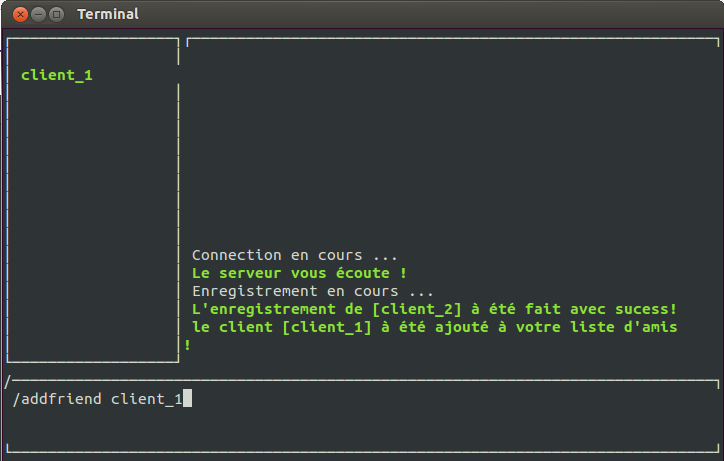 Terminal
client_1
Connection en cours ...
Le serveur vous écoute !
Enregistrement en cours ...
L'enregistrement de [client_2] à été fait avec sucess!
le client [client_1] à été ajouté à votre liste d'amis
!
/
/addfriend client_1